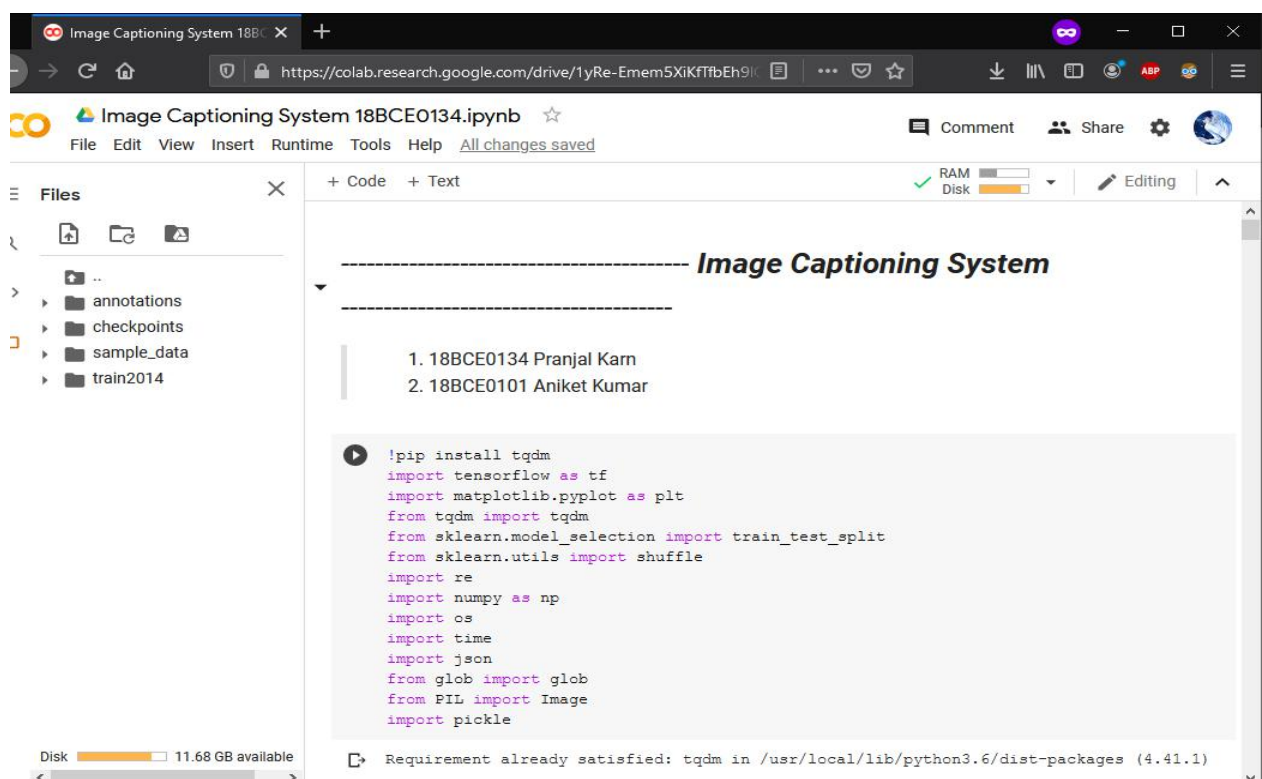 Image Captioning System 18BC
https://colab.research.google.com/drive/1yRe-Emem5XiKfTfbEh9I
ABP
Image Captioning System 18BCE0134.ipynb
File Edit View Insert Runtime Tools Help All changes saved
Comment Share
Files
+ Code + Text
RAM
Disk
Editing
..
annotations
checkpoints
sample_data
train2014
----------------------------------------- Image Captioning System
---------------------------------------
1. 18BCE0134 Pranjal Karn
2. 18BCE0101 Aniket Kumar
!pip install tqdm
import tensorflow as tf
import matplotlib.pyplot as plt
from tqdm import tqdm
from sklearn.model_selection import train_test_split
from sklearn.utils import shuffle
import re
import numpy as np
import os
import time
import json
from glob import glob
from PIL import Image
import pickle
Disk 11.68 GB available
Requirement already satisfied: tqdm in /usr/local/lib/python3.6/dist-packages (4.41.1)